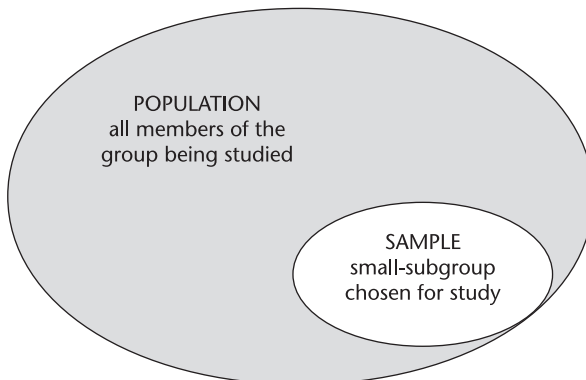 POPULATION
all members of the
group being studied
SAMPLE
small-subgroup
chosen for study